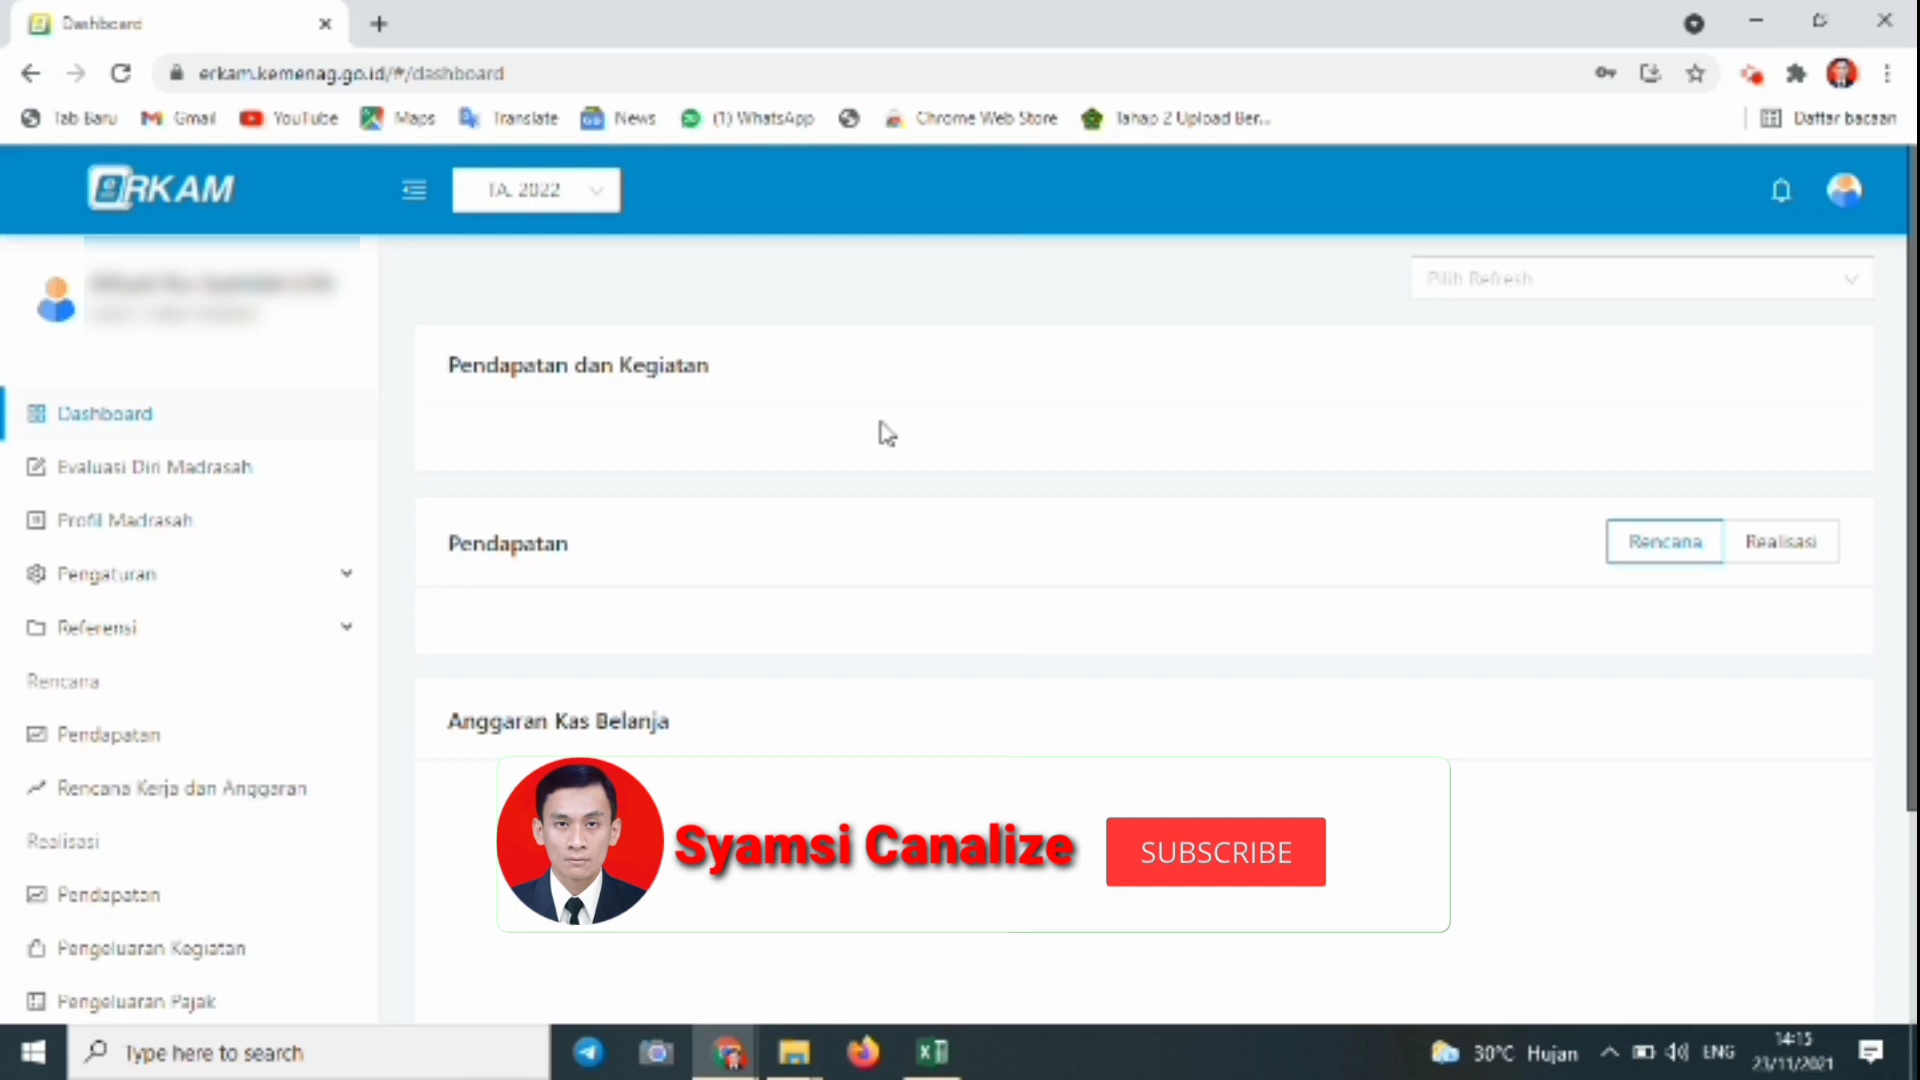 Dashboard
erkam.kemenag.go.id/#/dashboard
Tab Baru
Gmail
YouTube
Maps
Translate
News
(1) WhatsApp
Chrome Web Store
Tahap 2 Upload Ber...
Daftar bacaan
ERKAM
TA. 2022
Pilih Refresh
Pendapatan dan Kegiatan
Dashboard
Evaluasi Diri Madrasah
Profil Madrasah
Pendapatan
Rencana
Realisasi
Pengaturan
Referensi
Rencana
Anggaran Kas Belanja
Pendapatan
Rencana Kerja dan Anggaran
Realisasi
Syamsi Canalize
SUBSCRIBE
Pendapatan
Pengeluaran Kegiatan
Pengeluaran Pajak
Type here to search
30°C Hujan
ENG
14:15
23/11/2021